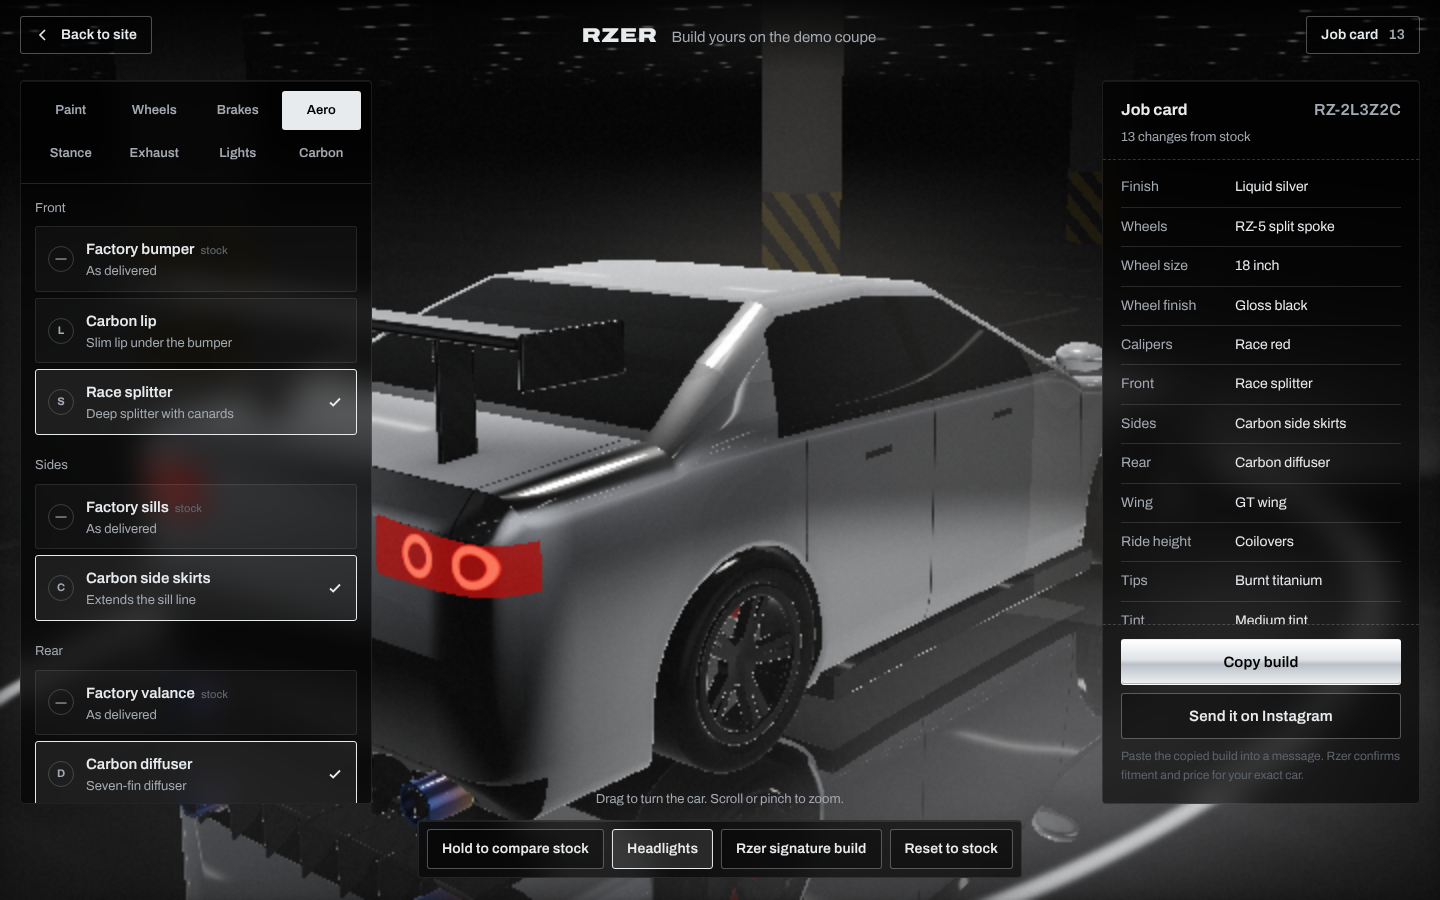 Back to site
RZER Build yours on the demo coupe
Job card 13
Paint Wheels Brakes Aero
Stance Exhaust Lights Carbon
Front
Factory bumper stock
As delivered
L
Carbon lip
Slim lip under the bumper
S
Race splitter
Deep splitter with canards
Sides
Factory sills stock
As delivered
C
Carbon side skirts
Extends the sill line
Rear
Factory valance stock
As delivered
D
Carbon diffuser
Seven-fin diffuser
Job card RZ-2L3Z2C
13 changes from stock
Finish Liquid silver
Wheels RZ-5 split spoke
Wheel size 18 inch
Wheel finish Gloss black
Calipers Race red
Front Race splitter
Sides Carbon side skirts
Rear Carbon diffuser
Wing GT wing
Ride height Coilovers
Tips Burnt titanium
Tint Medium tint
Copy build
Send it on Instagram
Paste the copied build into a message. Rzer confirms
fitment and price for your exact car.
Drag to turn the car. Scroll or pinch to zoom.
Hold to compare stock Headlights Rzer signature build Reset to stock